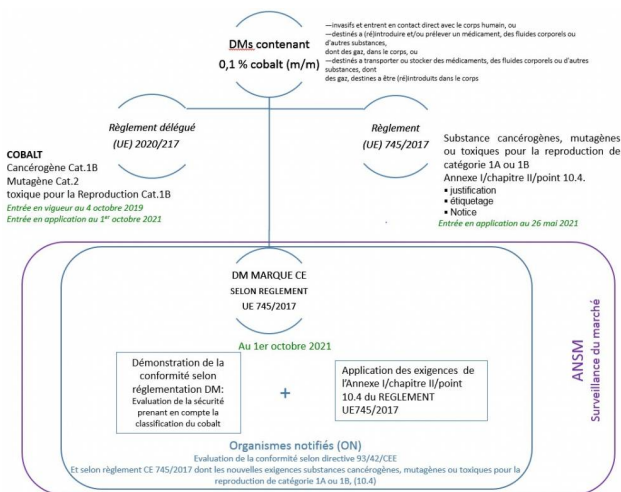 DMs contenant
0,1 % cobalt (m/m)
—invasifs et entrent en contact direct avec le corps humain, ou
—destinés a (ré)introduire et/ou prélever un médicament, des fluides corporels ou
d'autres substances,
dont des gaz, dans le corps, ou
—destinés a transporter ou stocker des médicaments, des fluides corporels ou d'autres
substances, dont
des gaz, destines a être (ré)introduits dans le corps
Règlement délégué
(UE) 2020/217
COBALT
Cancérogène Cat.1B
Mutagène Cat.2
toxique pour la Reproduction Cat.1B
Entrée en vigueur au 4 octobre 2019
Entrée en application au 1er octobre 2021
Règlement
(UE) 745/2017
Substance cancérogènes, mutagènes
ou toxiques pour la reproduction de
catégorie 1A ou 1B
Annexe I/chapitre II/point 10.4.
▪ justification
▪ étiquetage
▪ Notice
Entrée en application au 26 mai 2021
DM MARQUE CE
SELON REGLEMENT
UE 745/2017
Au 1er octobre 2021
Démonstration de la
conformité selon
réglementation DM:
Evaluation de la sécurité
prenant en compte la
classification du cobalt
+
Application des exigences de
l'Annexe I/chapitre II/point
10.4 du REGLEMENT
UE745/2017
Organismes notifiés (ON)
Evaluation de la conformité selon directive 93/42/CEE
Et selon règlement CE 745/2017 dont les nouvelles exigences substances cancérogènes, mutagènes ou toxiques pour la
reproduction de catégorie 1A ou 1B, (10.4)
ANSM
Surveillance du marché